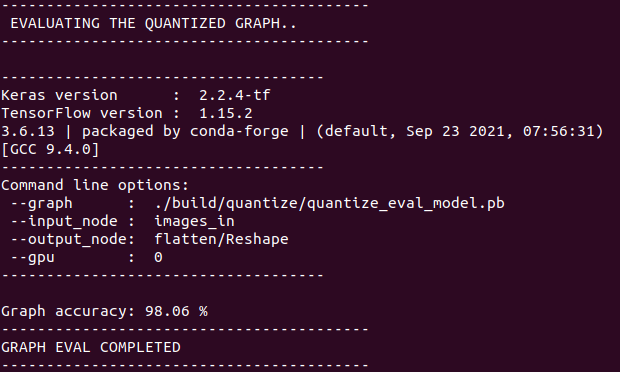 -----------------------------------------
 EVALUATING THE QUANTIZED GRAPH..
-----------------------------------------
------------------------------------
Keras version      :  2.2.4-tf
TensorFlow version :  1.15.2
3.6.13 | packaged by conda-forge | (default, Sep 23 2021, 07:56:31)
[GCC 9.4.0]
------------------------------------
Command line options:
 --graph      :  ./build/quantize/quantize_eval_model.pb
 --input_node :  images_in
 --output_node:  flatten/Reshape
 --gpu        :  0
------------------------------------
Graph accuracy: 98.06 %
-----------------------------------------
GRAPH EVAL COMPLETED
-----------------------------------------